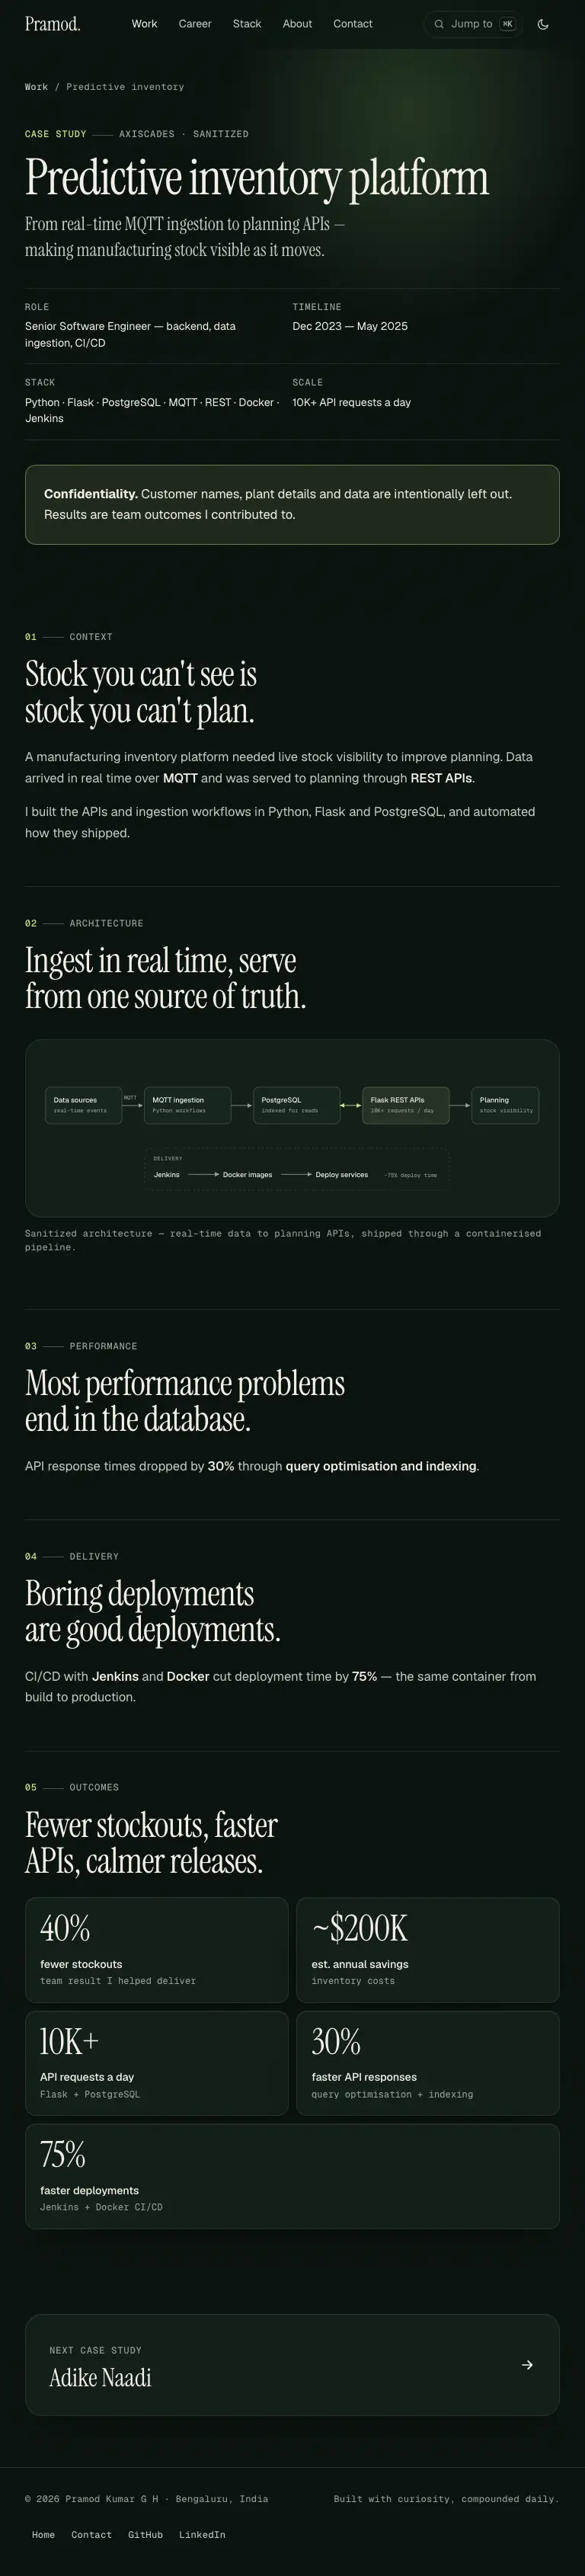 Pramod.
Work
Career
Stack
About
Contact
Jump to
⌘K
Work / Predictive inventory
CASE STUDY
AXISCADES · SANITIZED
Predictive inventory platform
From real-time MQTT ingestion to planning APIs —
making manufacturing stock visible as it moves.
ROLE
Senior Software Engineer — backend, data
ingestion, CI/CD
TIMELINE
Dec 2023 — May 2025
STACK
Python · Flask · PostgreSQL · MQTT · REST · Docker ·
Jenkins
SCALE
10K+ API requests a day
Confidentiality. Customer names, plant details and data are intentionally left out.
Results are team outcomes I contributed to.
01
CONTEXT
Stock you can't see is
stock you can't plan.
A manufacturing inventory platform needed live stock visibility to improve planning. Data
arrived in real time over MQTT and was served to planning through REST APIs.
I built the APIs and ingestion workflows in Python, Flask and PostgreSQL, and automated
how they shipped.
02
ARCHITECTURE
Ingest in real time, serve
from one source of truth.
Data sources
real-time events
MQTT
MQTT ingestion
Python workflows
PostgreSQL
indexed for reads
Flask REST APIs
10K+ requests / day
Planning
stock visibility
DELIVERY
Jenkins
Docker images
Deploy services
−75% deploy time
Sanitized architecture — real-time data to planning APIs, shipped through a containerised
pipeline.
03
PERFORMANCE
Most performance problems
end in the database.
API response times dropped by 30% through query optimisation and indexing.
04
DELIVERY
Boring deployments
are good deployments.
CI/CD with Jenkins and Docker cut deployment time by 75% — the same container from
build to production.
05
OUTCOMES
Fewer stockouts, faster
APIs, calmer releases.
40%
fewer stockouts
team result I helped deliver
~$200K
est. annual savings
inventory costs
10K+
API requests a day
Flask + PostgreSQL
30%
faster API responses
query optimisation + indexing
75%
faster deployments
Jenkins + Docker CI/CD
NEXT CASE STUDY
Adike Naadi
© 2026 Pramod Kumar G H · Bengaluru, India
Built with curiosity, compounded daily.
Home
Contact
GitHub
LinkedIn